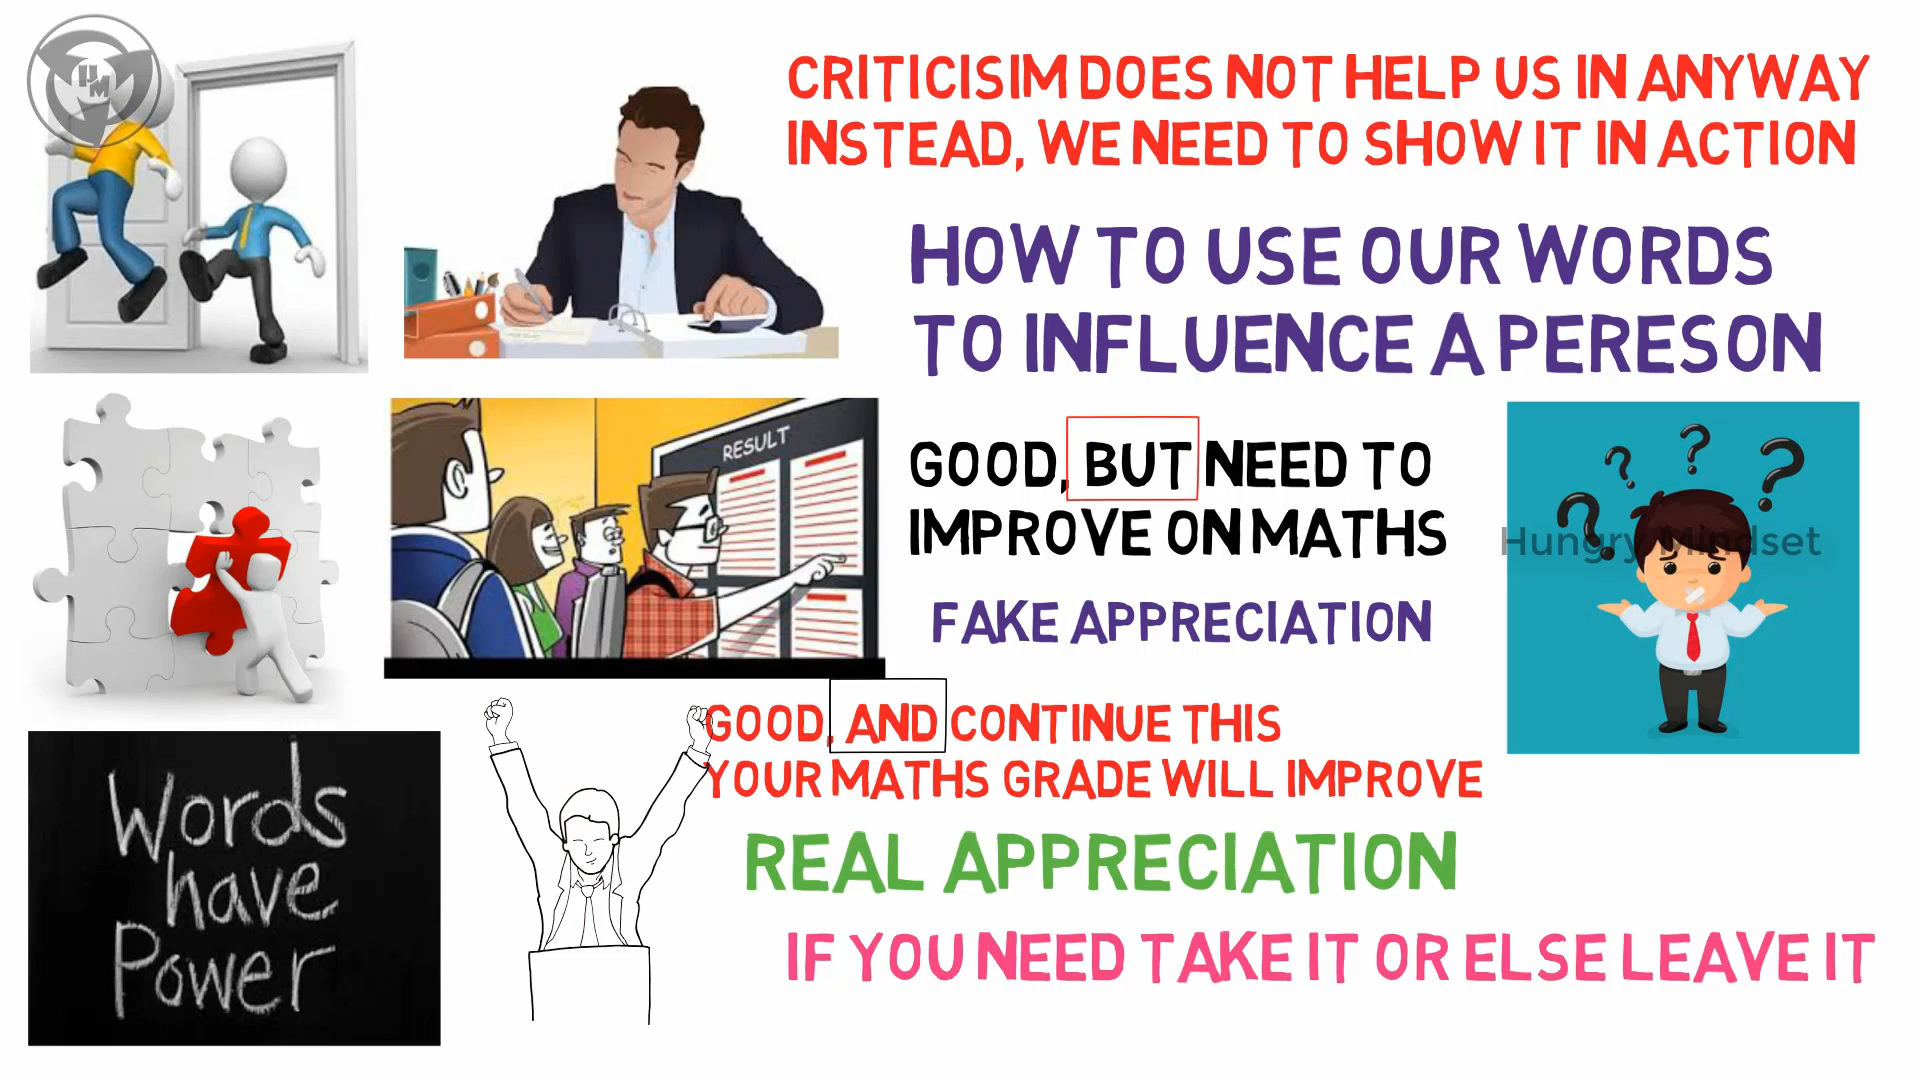 HM
CRITICISIM DOES NOT HELP US IN ANYWAY
INSTEAD, WE NEED TO SHOW IT IN ACTION
HOW TO USE OUR WORDS
TO INFLUENCE A PERESON
RESULT
GOOD, BUT NEED TO
IMPROVE ON MATHS
Hungry Mindset
FAKE APPRECIATION
GOOD, AND CONTINUE THIS
YOUR MATHS GRADE WILL IMPROVE
Words
have
Power
REAL APPRECIATION
IF YOU NEED TAKE IT OR ELSE LEAVE IT